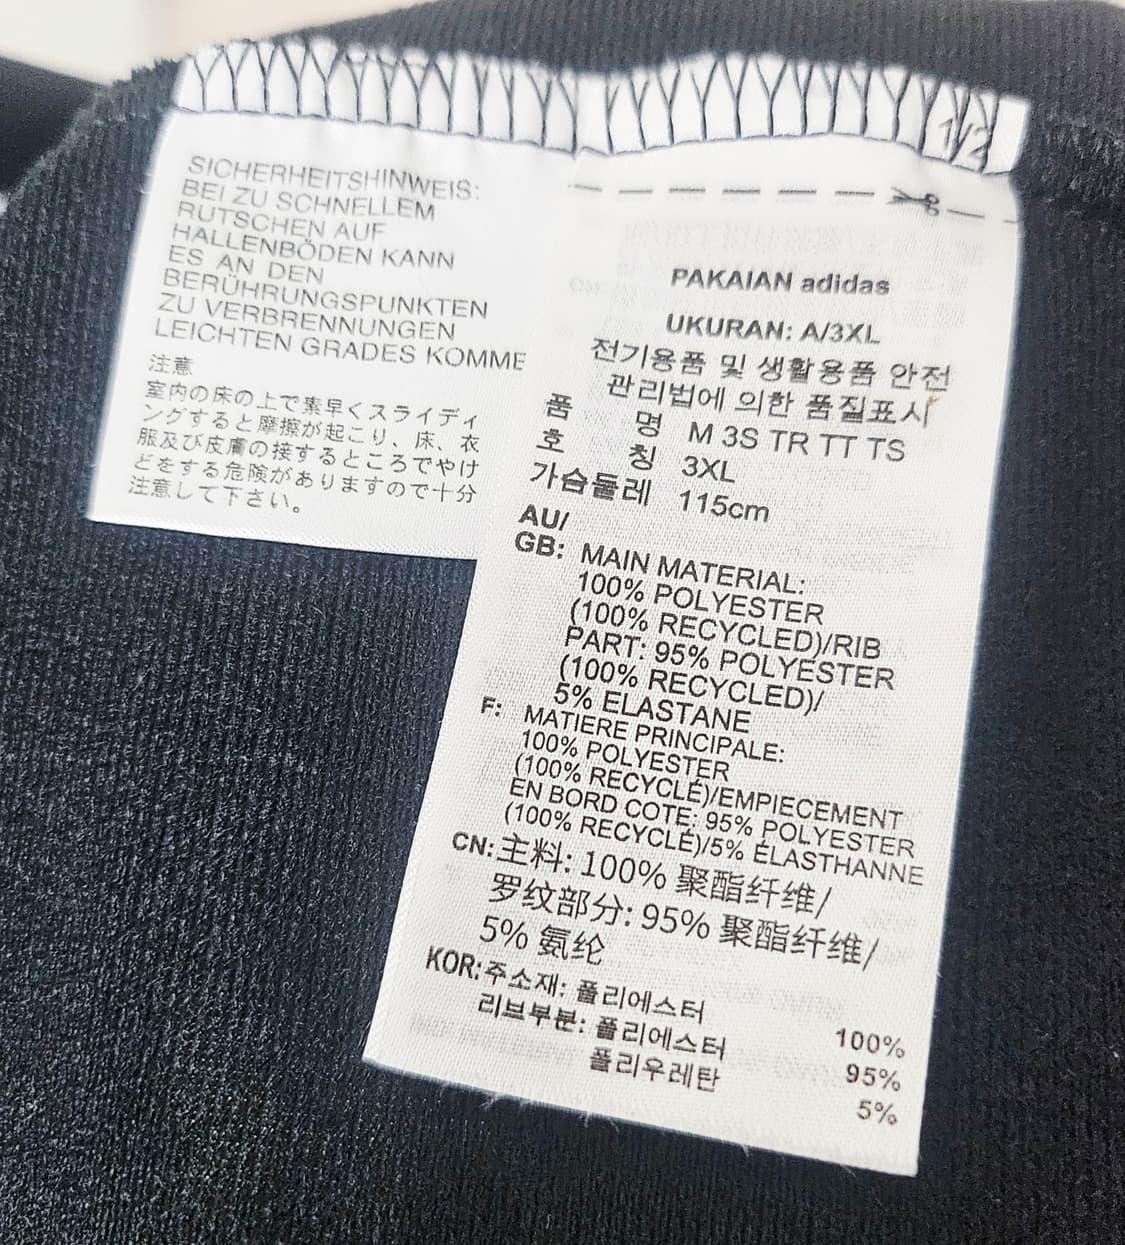 SICHERHEITSHINWEIS:
BEI ZU SCHNELLEM
RUTSCHEN AUF
HALLENBÖDEN KANN
ES AN DEN
BERÜHRUNGSPUNKTEN
ZU VERBRENNUNGEN
LEICHTEN GRADES KOMME
注意
室内の床の上で素早くスライディ
ングすると摩擦が起こり、床、衣
服及び皮膚の接するところでやけ
どをする危険がありますので十分
注意して下さい。
1/2
PAKAIAN adidas
UKURAN: A/3XL
전기용품 및 생활용품 안전
관리법에 의한 품질표시
품 명 M 3S TR TT TS
호 칭 3XL
가슴둘레 115cm
AU/
GB: MAIN MATERIAL:
100% POLYESTER
(100% RECYCLED)/RIB
PART: 95% POLYESTER
(100% RECYCLED)/
5% ELASTANE
F: MATIERE PRINCIPALE:
100% POLYESTER
(100% RECYCLÉ)/EMPIECEMENT
EN BORD COTE: 95% POLYESTER
(100% RECYCLÉ)/5% ÉLASTHANNE
CN: 主料: 100% 聚酯纤维/
罗纹部分: 95% 聚酯纤维/
5% 氨纶
KOR: 주소재: 폴리에스터 100%
리브부분: 폴리에스터 95%
폴리우레탄 5%